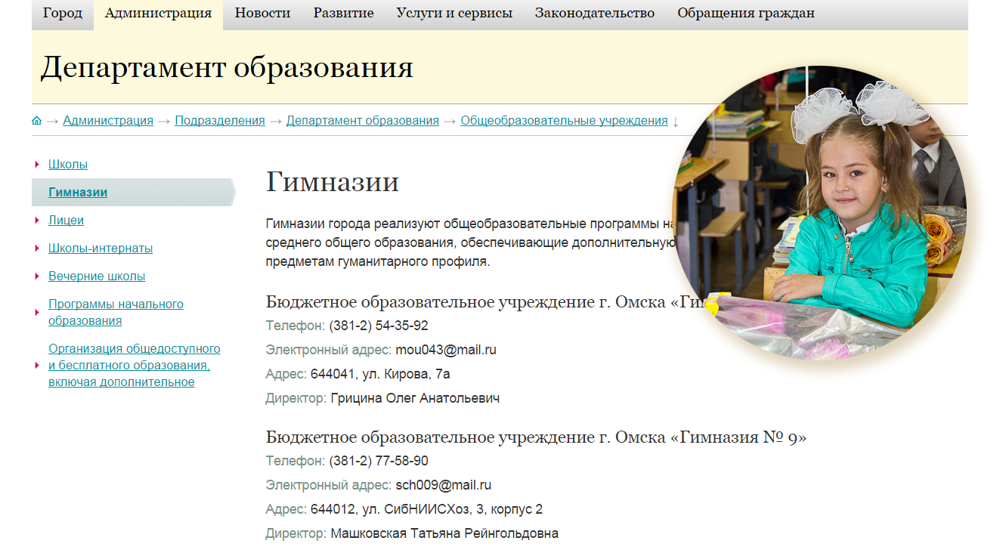 Город Администрация Новости Развитие Услуги и сервисы Законодательство Обращения граждан
Департамент образования
→ Администрация → Подразделения → Департамент образования → Общеобразовательные учреждения ↓
Школы
Гимназии
Лицеи
Школы-интернаты
Вечерние школы
Программы начального
образования
Организация общедоступного
и бесплатного образования,
включая дополнительное
Гимназии
Гимназии города реализуют общеобразовательные программы
среднего общего образования, обеспечивающие дополнительную
предметам гуманитарного профиля.
Бюджетное образовательное учреждение г. Омска
Телефон: (381-2) 54-35-92
Электронный адрес: mou043@mail.ru
Адрес: 644041, ул. Кирова, 7а
Директор: Грицина Олег Анатольевич
Бюджетное образовательное учреждение г. Омска «Гимназия № 9»
Телефон: (381-2) 77-58-90
Электронный адрес: sch009@mail.ru
Адрес: 644012, ул. СибНИИСХоз, 3, корпус 2
Директор: Машковская Татьяна Рейнгольдовна